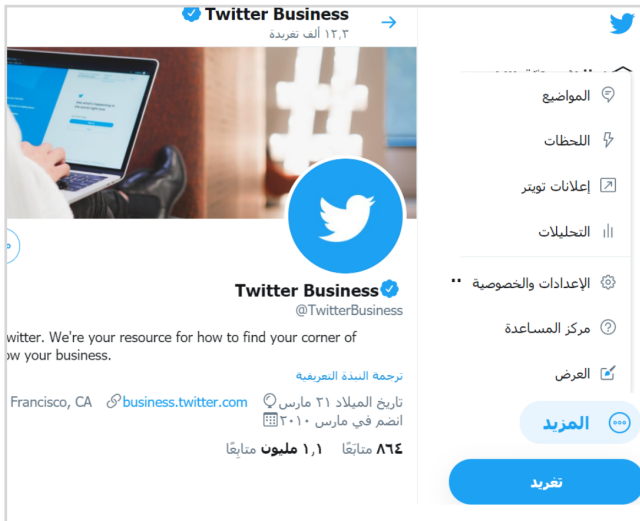 Twitter Business
١٢٫٣ ألف تغريدة
المواضيع
اللحظات
إعلانات تويتر
التحليلات
الإعدادات والخصوصية
مركز المساعدة
العرض
المزيد
تغريد
Twitter Business
@TwitterBusiness
witter. We're your resource for how to find your corner of
ow your business.
ترجمة النبذة التعريفية
تاريخ الميلاد ٢١ مارس business.twitter.com Francisco, CA
انضم في مارس ٢٠١٠
٨٦٤ متابَعًا ١٫١ مليون متابِعًا